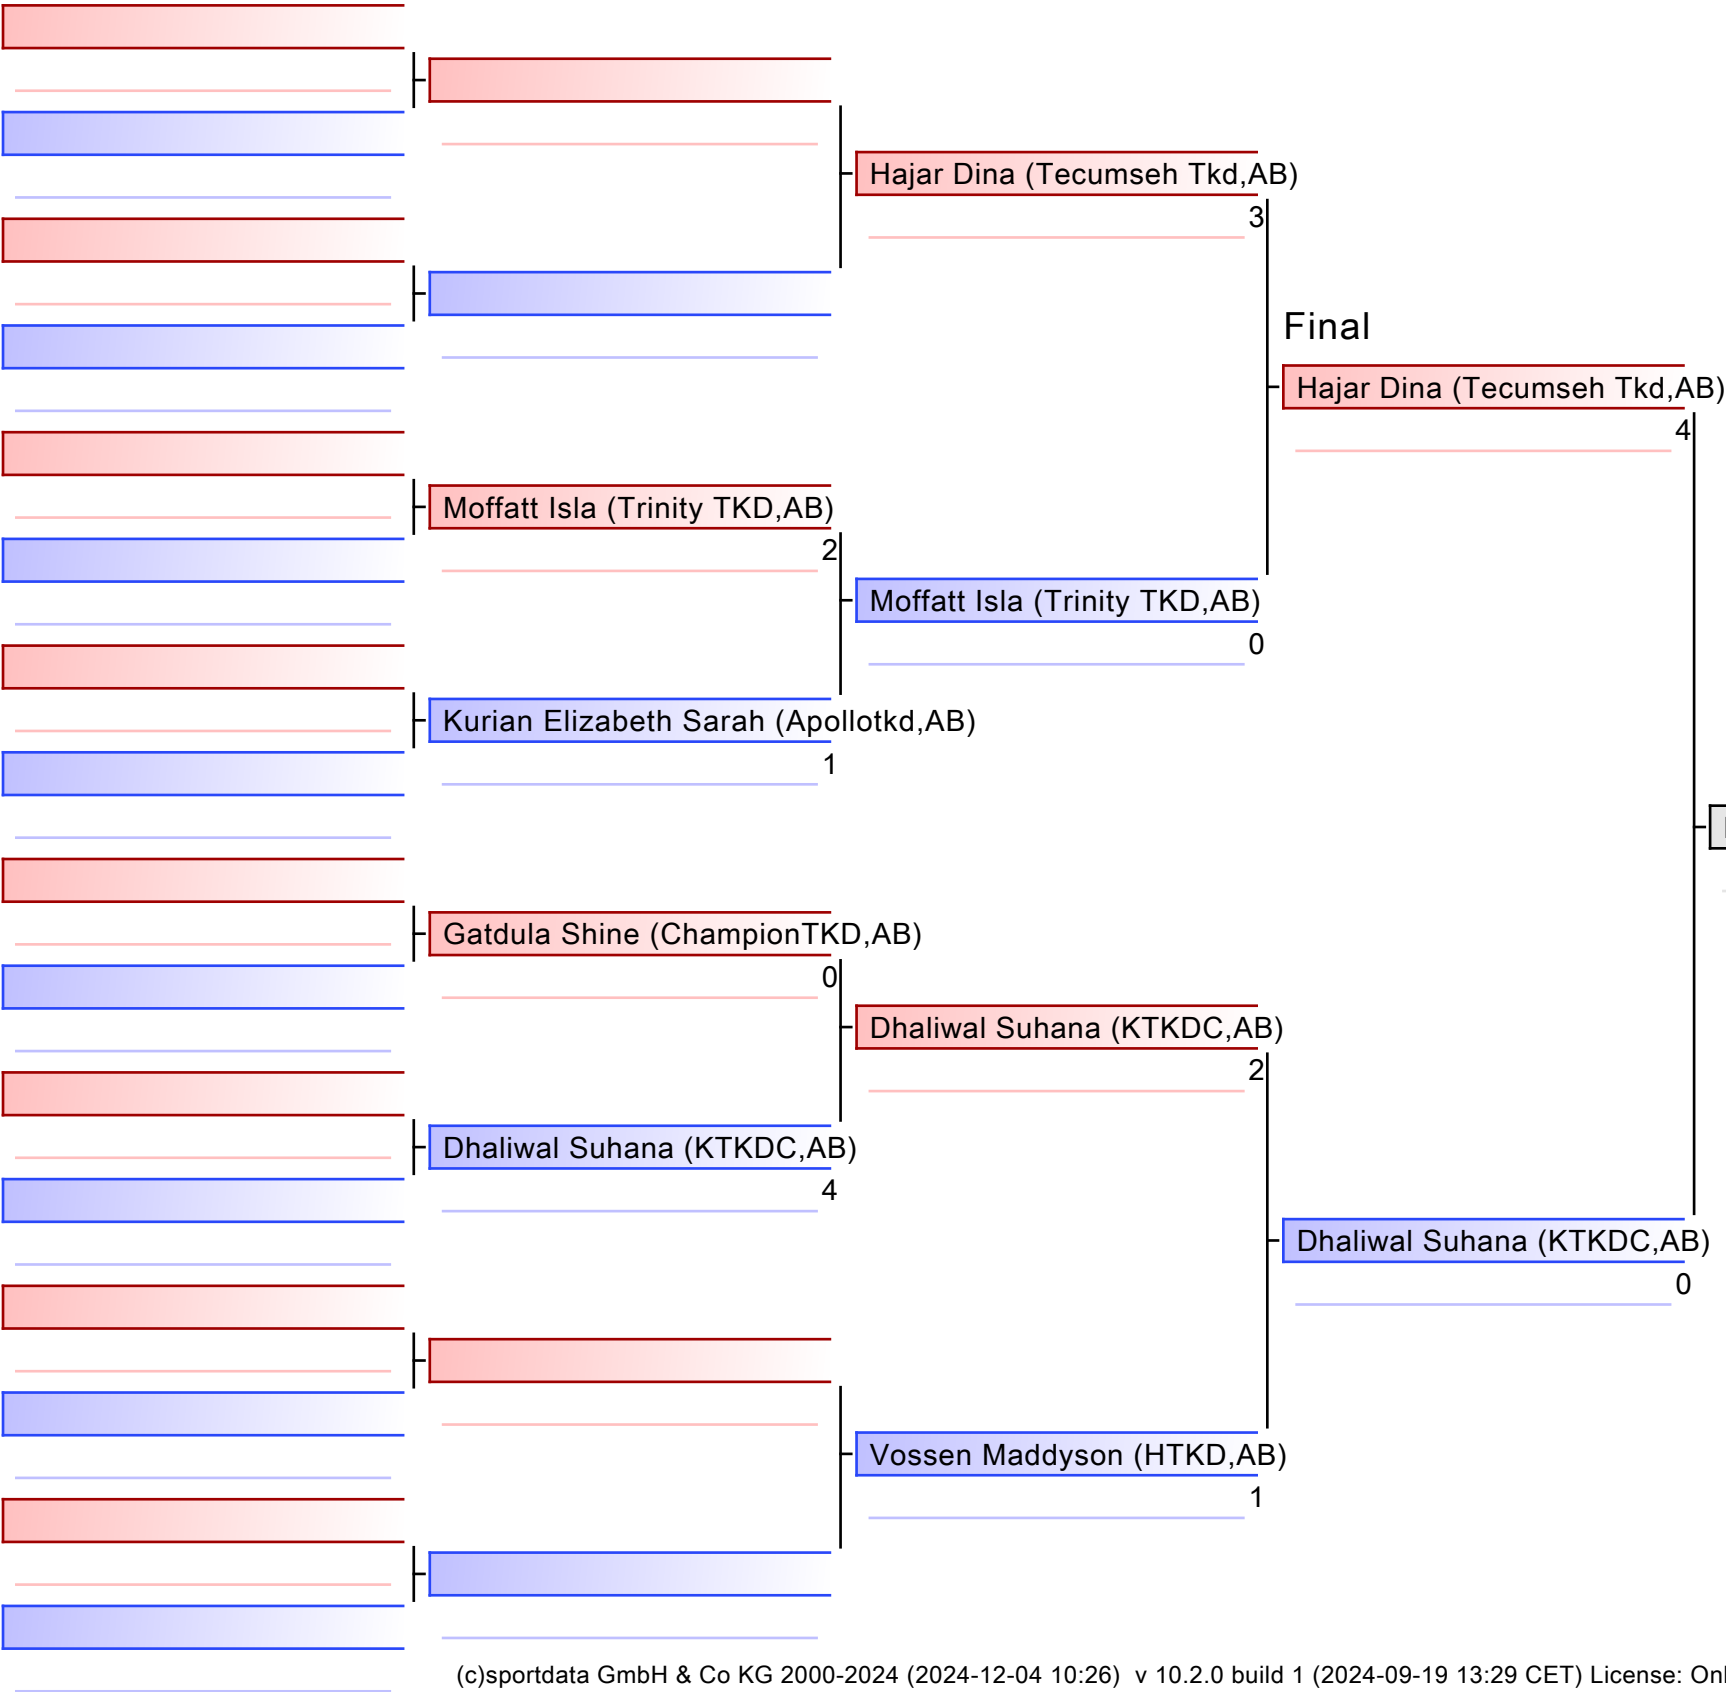 Hajar Dina (Tecumseh Tkd,AB)
3
Final
Hajar Dina (Tecumseh Tkd,AB)
4
Moffatt Isla (Trinity TKD,AB)
2
Moffatt Isla (Trinity TKD,AB)
0
Kurian Elizabeth Sarah (Apollotkd,AB)
1
Gatdula Shine (ChampionTKD,AB)
0
Dhaliwal Suhana (KTKDC,AB)
2
Dhaliwal Suhana (KTKDC,AB)
4
Dhaliwal Suhana (KTKDC,AB)
0
Vossen Maddyson (HTKD,AB)
1
(c)sportdata GmbH & Co KG 2000-2024 (2024-12-04 10:26) v 10.2.0 build 1 (2024-09-19 13:29 CET) License: